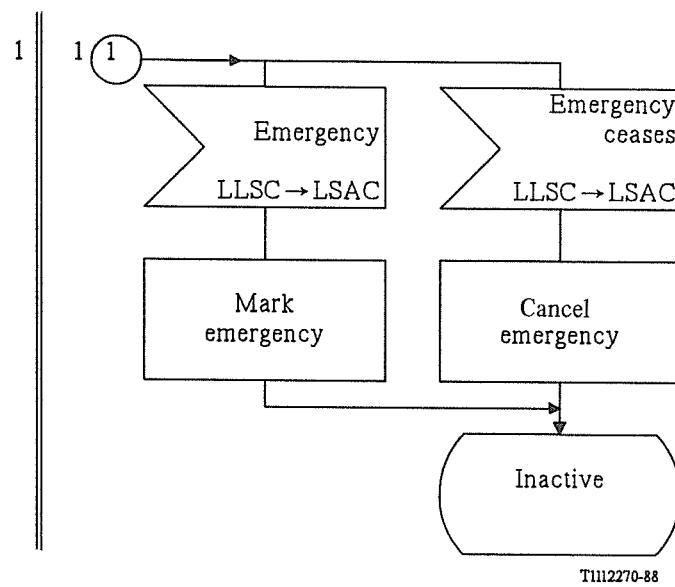 1
1
1
Emergency
LLSC→LSAC
Emergency
ceases
LLSC→LSAC
Mark
emergency
Cancel
emergency
Inactive
T1112270-88